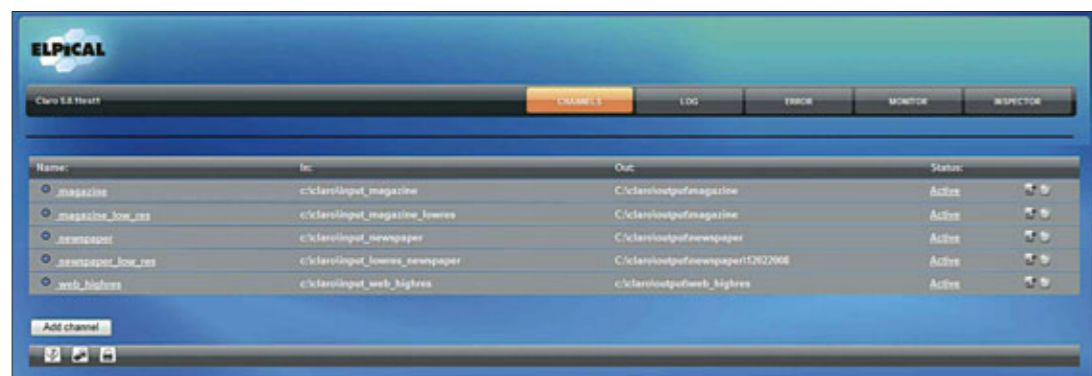 ELPICAL
Claro 5.8
CHANNELS LOG ERROR MONITOR INSPECTOR
Name: In: Out: Status:
magazine c:\claro\input_magazine C:\claro\output\magazine Active
magazine_low_res c:\claro\input_magazine_lowres C:\claro\output\magazine Active
newspaper c:\claro\input_newspaper C:\claro\output\newspaper Active
newspaper_low_res c:\claro\input_lowres_newspaper C:\claro\output\newspaper\12022008 Active
web_highres c:\claro\input_web_highres c:\claro\output\web_highres Active
Add channel